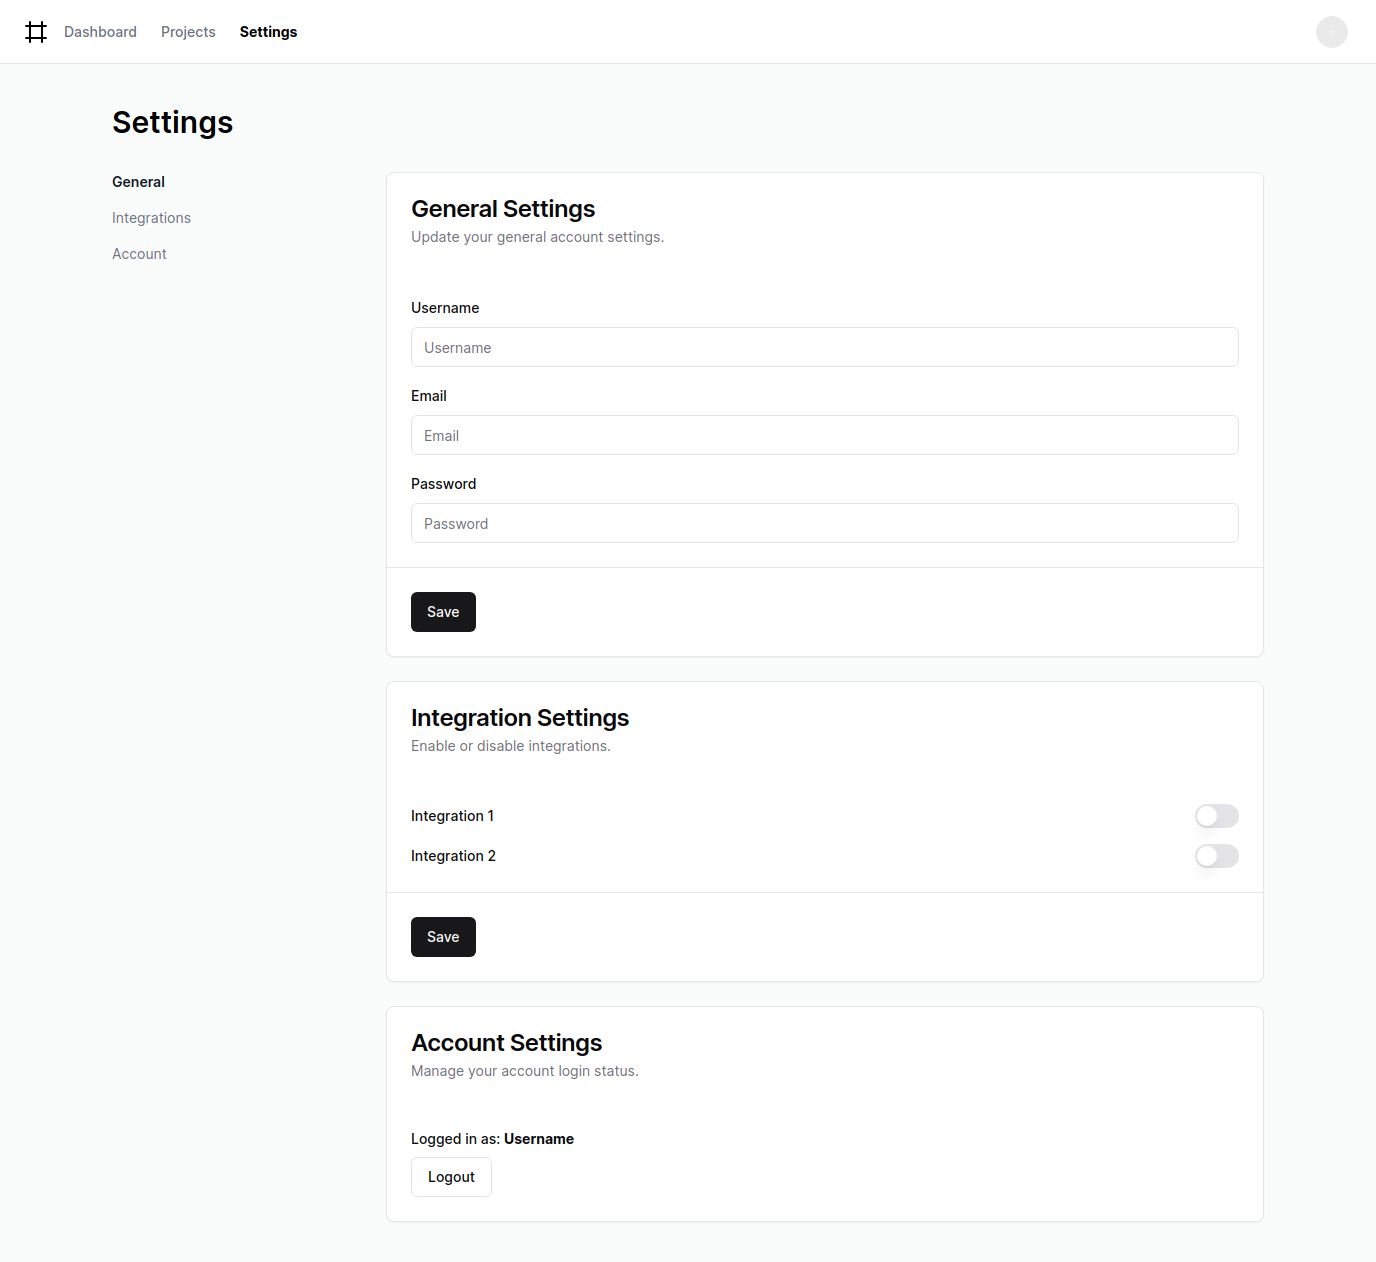 Dashboard Projects Settings
Settings
General
Integrations
Account
General Settings
Update your general account settings.
Username
Username
Email
Email
Password
Password
Save
Integration Settings
Enable or disable integrations.
Integration 1
Integration 2
Save
Account Settings
Manage your account login status.
Logged in as: Username
Logout